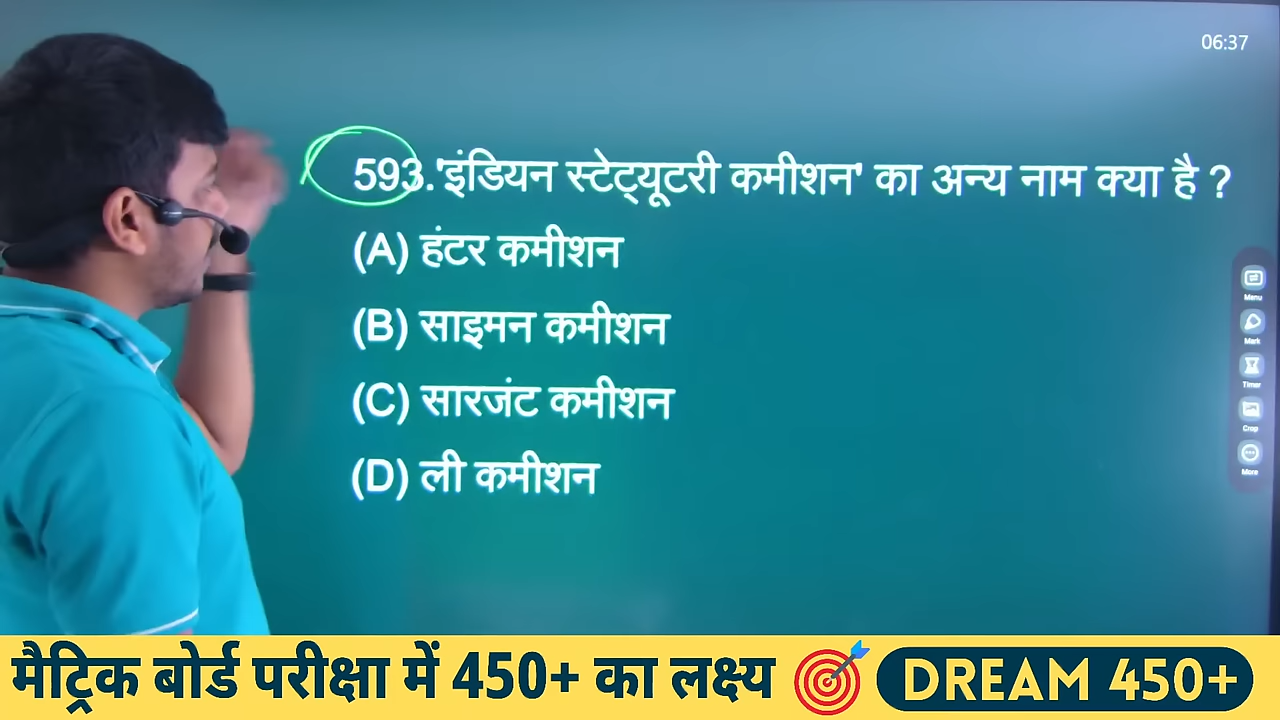 06:37
593.'इंडियन स्टेट्यूटरी कमीशन' का अन्य नाम क्या है ?
(A) हंटर कमीशन
(B) साइमन कमीशन
(C) सारजंट कमीशन
(D) ली कमीशन
Menu
Mark
Timer
Crop
More
मैट्रिक बोर्ड परीक्षा में 450+ का लक्ष्य DREAM 450+